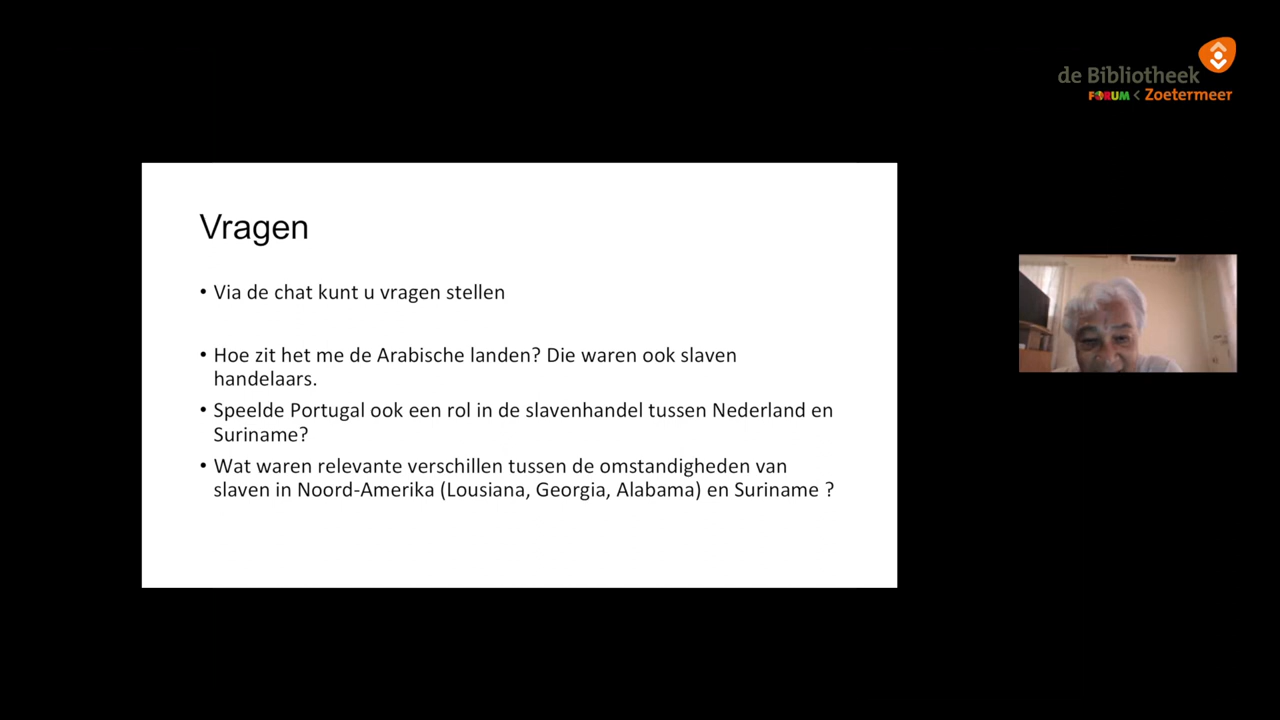 de Bibliotheek
FORUM < Zoetermeer
Vragen
• Via de chat kunt u vragen stellen
• Hoe zit het me de Arabische landen? Die waren ook slaven
handelaars.
• Speelde Portugal ook een rol in de slavenhandel tussen Nederland en
Suriname?
• Wat waren relevante verschillen tussen de omstandigheden van
slaven in Noord-Amerika (Lousiana, Georgia, Alabama) en Suriname ?